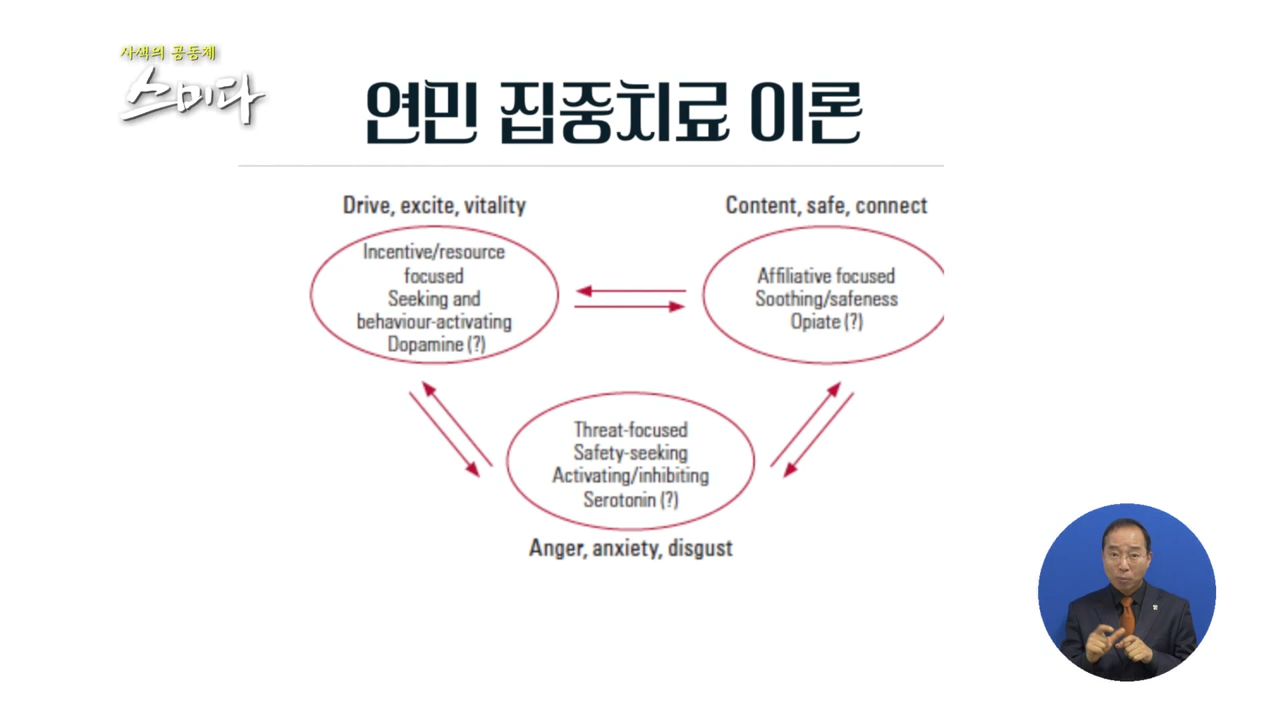 사색의 공동체
스미다
연민 집중치료 이론
Drive, excite, vitality
Incentive/resource
focused
Seeking and
behaviour-activating
Dopamine (?)
Content, safe, connect
Affiliative focused
Soothing/safeness
Opiate (?)
Threat-focused
Safety-seeking
Activating/inhibiting
Serotonin (?)
Anger, anxiety, disgust